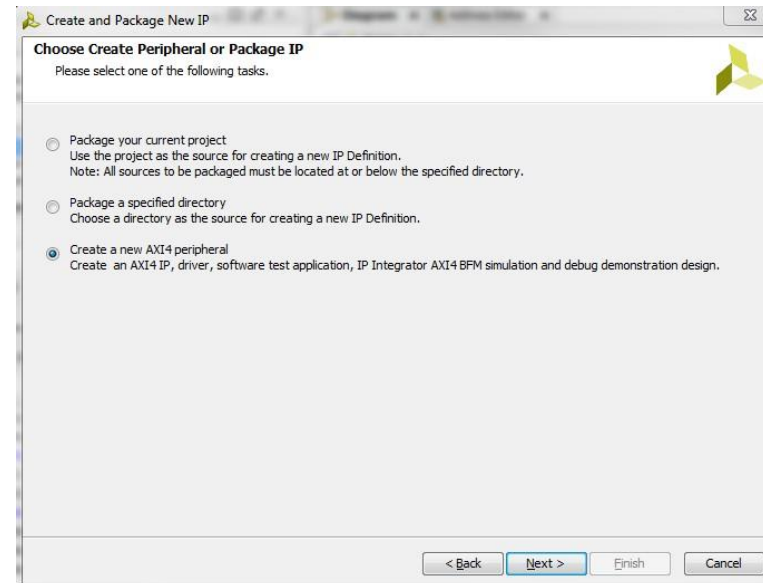 Create and Package New IP
Choose Create Peripheral or Package IP
Please select one of the following tasks.
Package your current project
Use the project as the source for creating a new IP Definition.
Note: All sources to be packaged must be located at or below the specified directory.
Package a specified directory
Choose a directory as the source for creating a new IP Definition.
Create a new AXI4 peripheral
Create an AXI4 IP, driver, software test application, IP Integrator AXI4 BFM simulation and debug demonstration design.
< Back Next > Finish Cancel